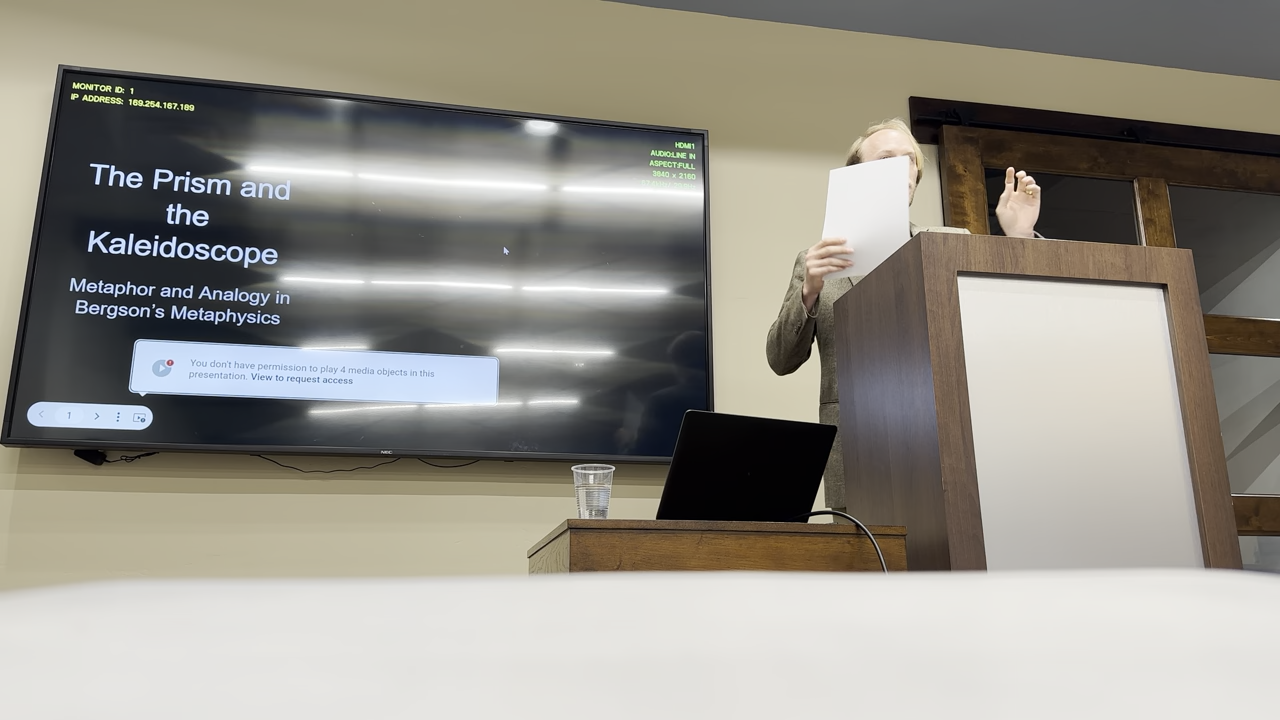 MONITOR ID: 1
IP ADDRESS: 169.254.167.189
HDMI1
AUDIO:LINE IN
ASPECT:FULL
3840 x 2160
The Prism and
the
Kaleidoscope
Metaphor and Analogy in
Bergson's Metaphysics
You don't have permission to play 4 media objects in this
presentation. View to request access
1
NEC